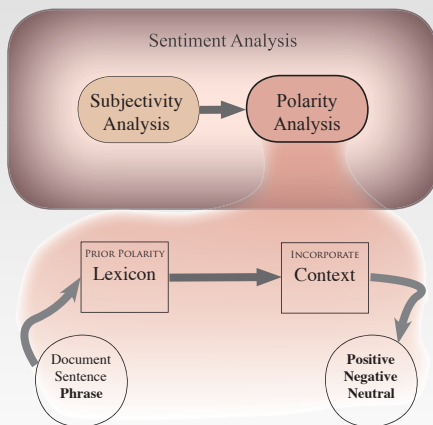 Sentiment Analysis
Subjectivity
Analysis
Polarity
Analysis
PRIOR POLARITY
Lexicon
INCORPORATE
Context
Document
Sentence
Phrase
Positive
Negative
Neutral